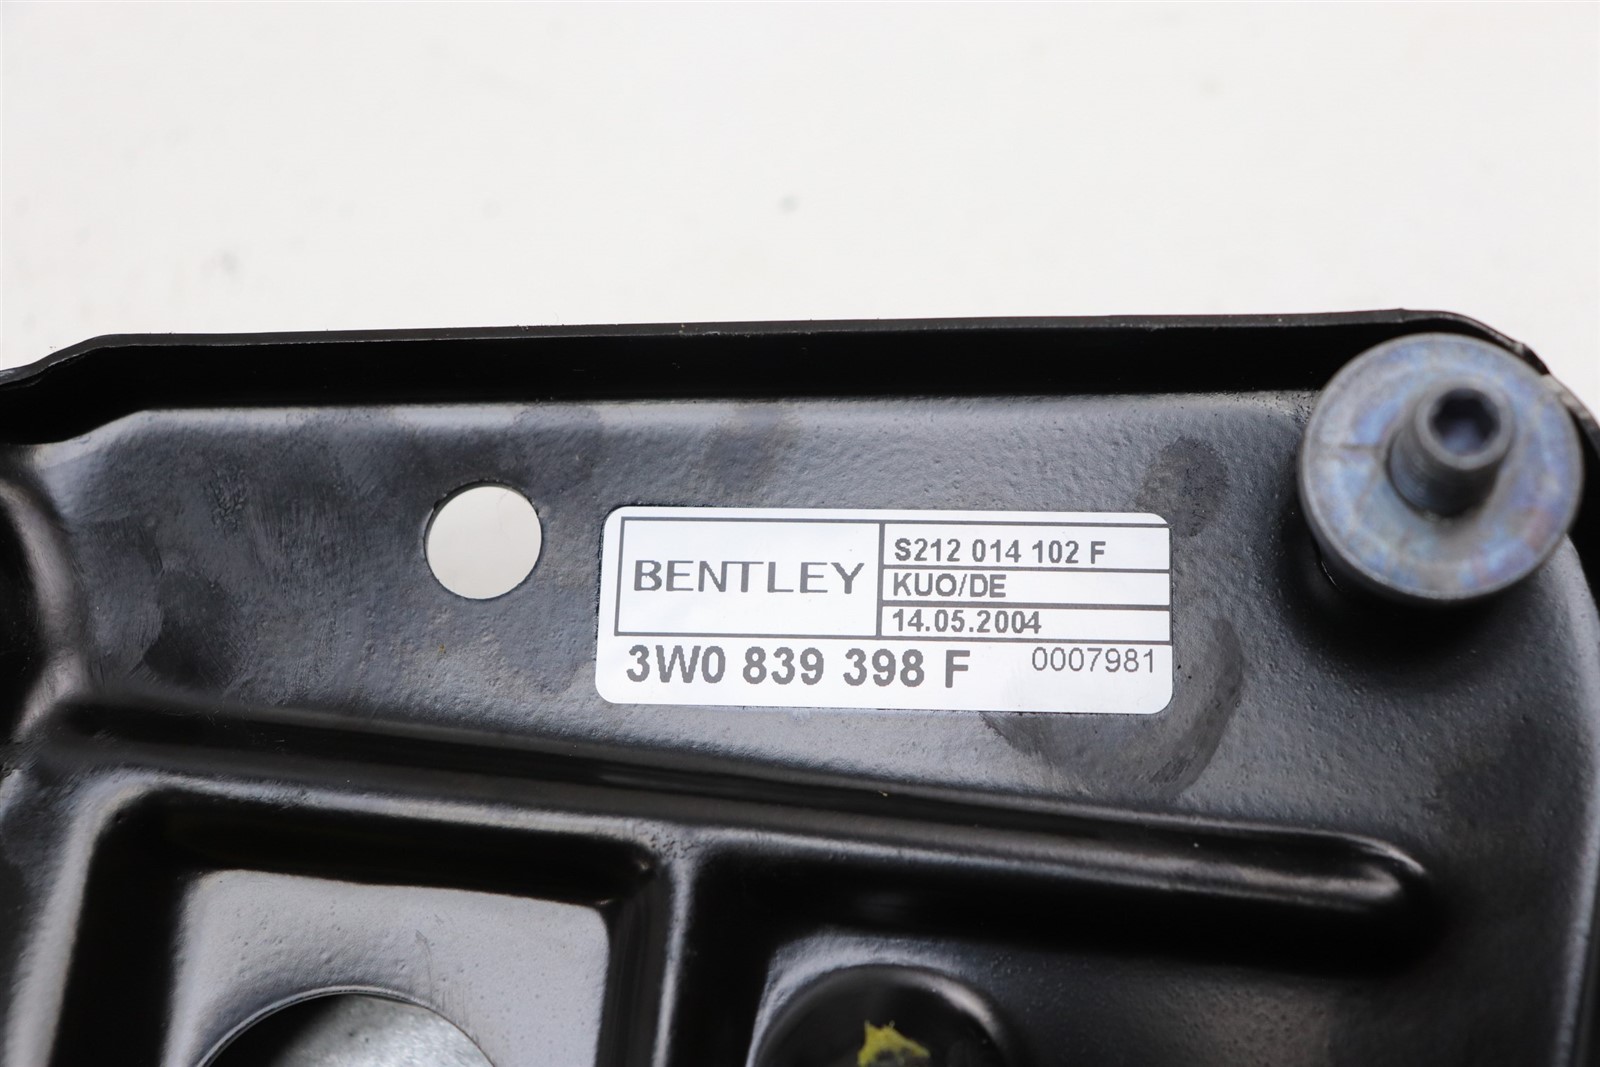 BENTLEY
S212 014 102 F
KUO/DE
14.05.2004
3W0 839 398 F 0007981